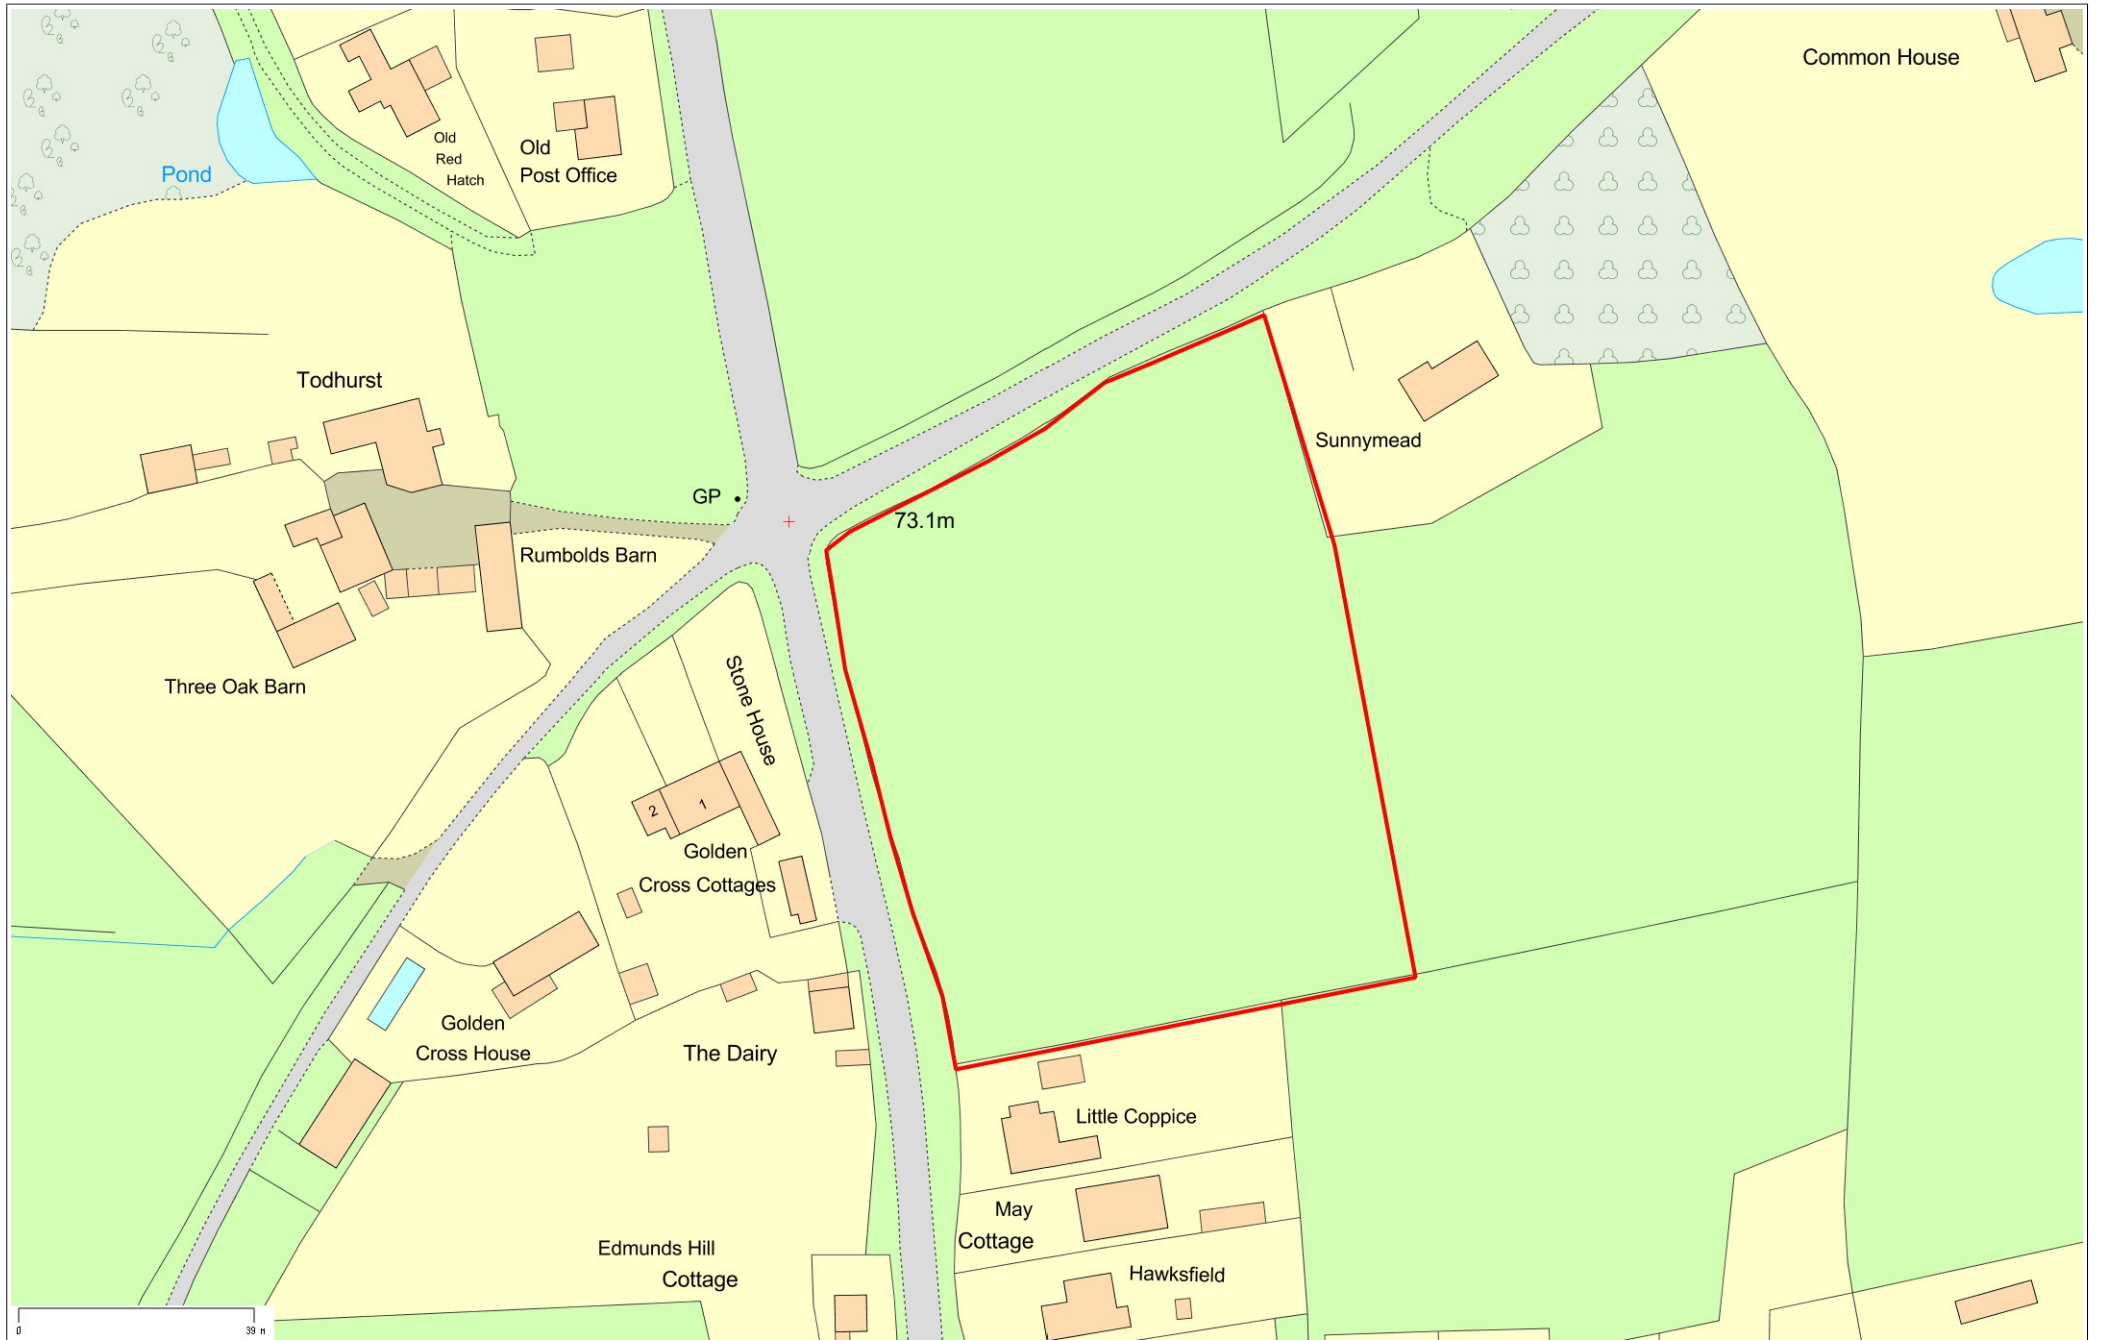 Common House
Old
Red
Hatch
Old
Post Office
Pond
Todhurst
Sunnymead
GP
73.1m
Rumbolds Barn
Three Oak Barn
Stone House
2
1
Golden
Cross Cottages
Golden
Cross House
The Dairy
Little Coppice
May
Cottage
Edmunds Hill
Cottage
Hawksfield
0
39 m